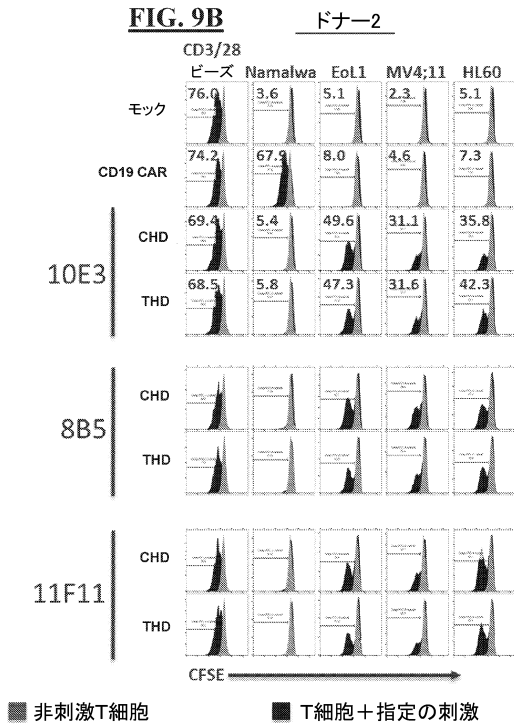 FIG. 9B
ドナー2
CD3/28
ビーズ Namalwa EoL1 MV4;11 HL60
モック 76.0 3.6 5.1 2.3 5.1
CD19 CAR 74.2 67.9 8.0 4.6 7.3
10E3
CHD 69.4 5.4 49.6 31.1 35.8
THD 68.5 5.8 47.3 31.6 42.3
8B5
CHD
THD
11F11
CHD
THD
CFSE
非刺激T細胞 T細胞+指定の刺激